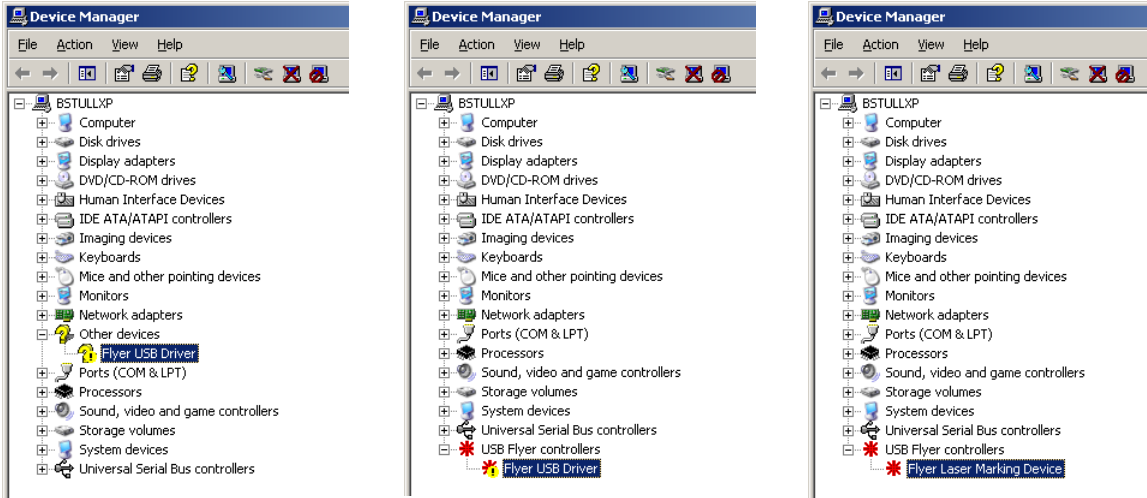 Device Manager
File Action View Help
BSTULLXP
Computer
Disk drives
Display adapters
DVD/CD-ROM drives
Human Interface Devices
IDE ATA/ATAPI controllers
Imaging devices
Keyboards
Mice and other pointing devices
Monitors
Network adapters
Other devices
Flyer USB Driver
Ports (COM & LPT)
Processors
Sound, video and game controllers
Storage volumes
System devices
Universal Serial Bus controllers
Device Manager
File Action View Help
BSTULLXP
Computer
Disk drives
Display adapters
DVD/CD-ROM drives
Human Interface Devices
IDE ATA/ATAPI controllers
Imaging devices
Keyboards
Mice and other pointing devices
Monitors
Network adapters
Ports (COM & LPT)
Processors
Sound, video and game controllers
Storage volumes
System devices
Universal Serial Bus controllers
USB Flyer controllers
Flyer USB Driver
Device Manager
File Action View Help
BSTULLXP
Computer
Disk drives
Display adapters
DVD/CD-ROM drives
Human Interface Devices
IDE ATA/ATAPI controllers
Imaging devices
Keyboards
Mice and other pointing devices
Monitors
Network adapters
Ports (COM & LPT)
Processors
Sound, video and game controllers
Storage volumes
System devices
Universal Serial Bus controllers
USB Flyer controllers
Flyer Laser Marking Device